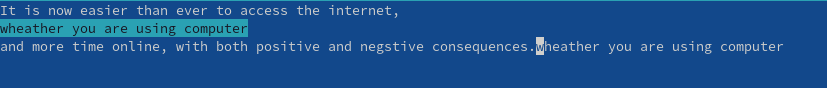 It is now easier than ever to access the internet,
wheather you are using computer
and more time online, with both positive and negstive consequences.wheather you are using computer